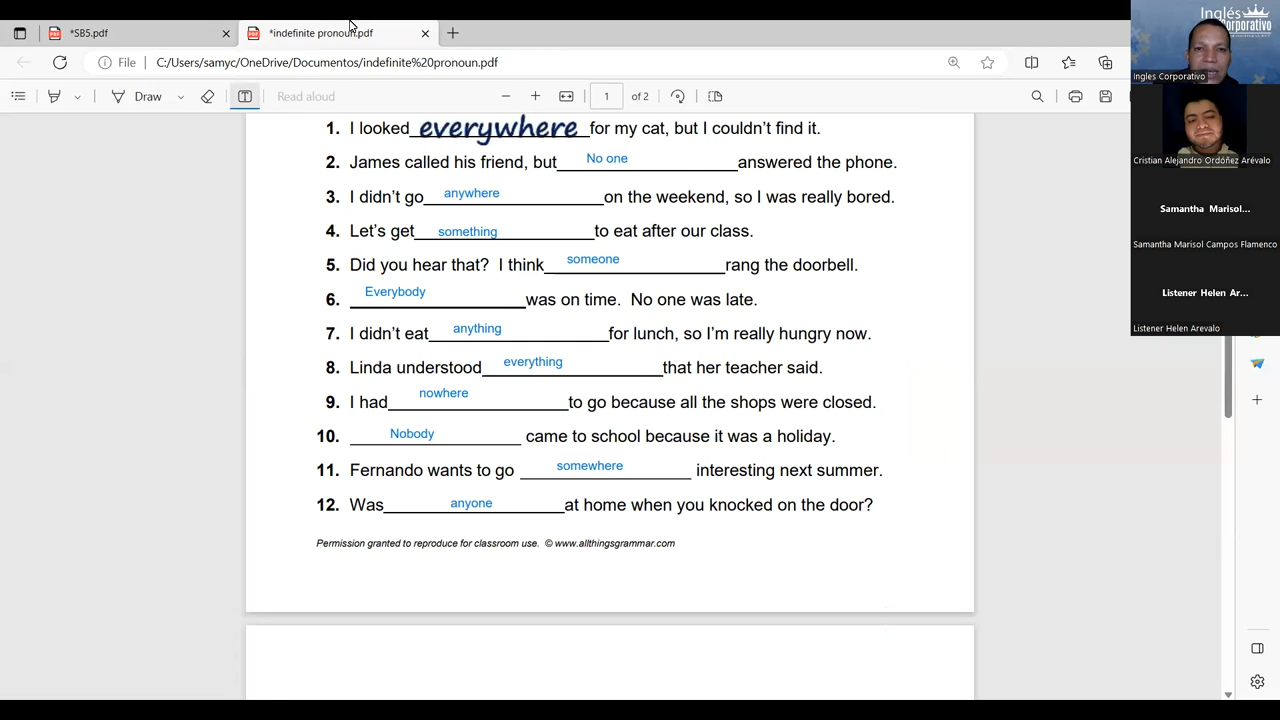 *SB5.pdf
*indefinite pronoun.pdf
File
C:/Users/samyc/OneDrive/Documentos/indefinite%20pronoun.pdf
Draw
Read aloud
1
of 2
1. I looked everywhere for my cat, but I couldn't find it.
2. James called his friend, but No one answered the phone.
3. I didn't go anywhere on the weekend, so I was really bored.
4. Let's get something to eat after our class.
5. Did you hear that? I think someone rang the doorbell.
6. Everybody was on time. No one was late.
7. I didn't eat anything for lunch, so I'm really hungry now.
8. Linda understood everything that her teacher said.
9. I had nowhere to go because all the shops were closed.
10. Nobody came to school because it was a holiday.
11. Fernando wants to go somewhere interesting next summer.
12. Was anyone at home when you knocked on the door?
Permission granted to reproduce for classroom use. © www.allthingsgrammar.com
Inglés
Corporativo
Ingles Corporativo
Cristian Alejandro Ordóñez Arévalo
Samantha Marisol...
Samantha Marisol Campos Flamenco
Listener Helen Ar...
Listener Helen Arevalo